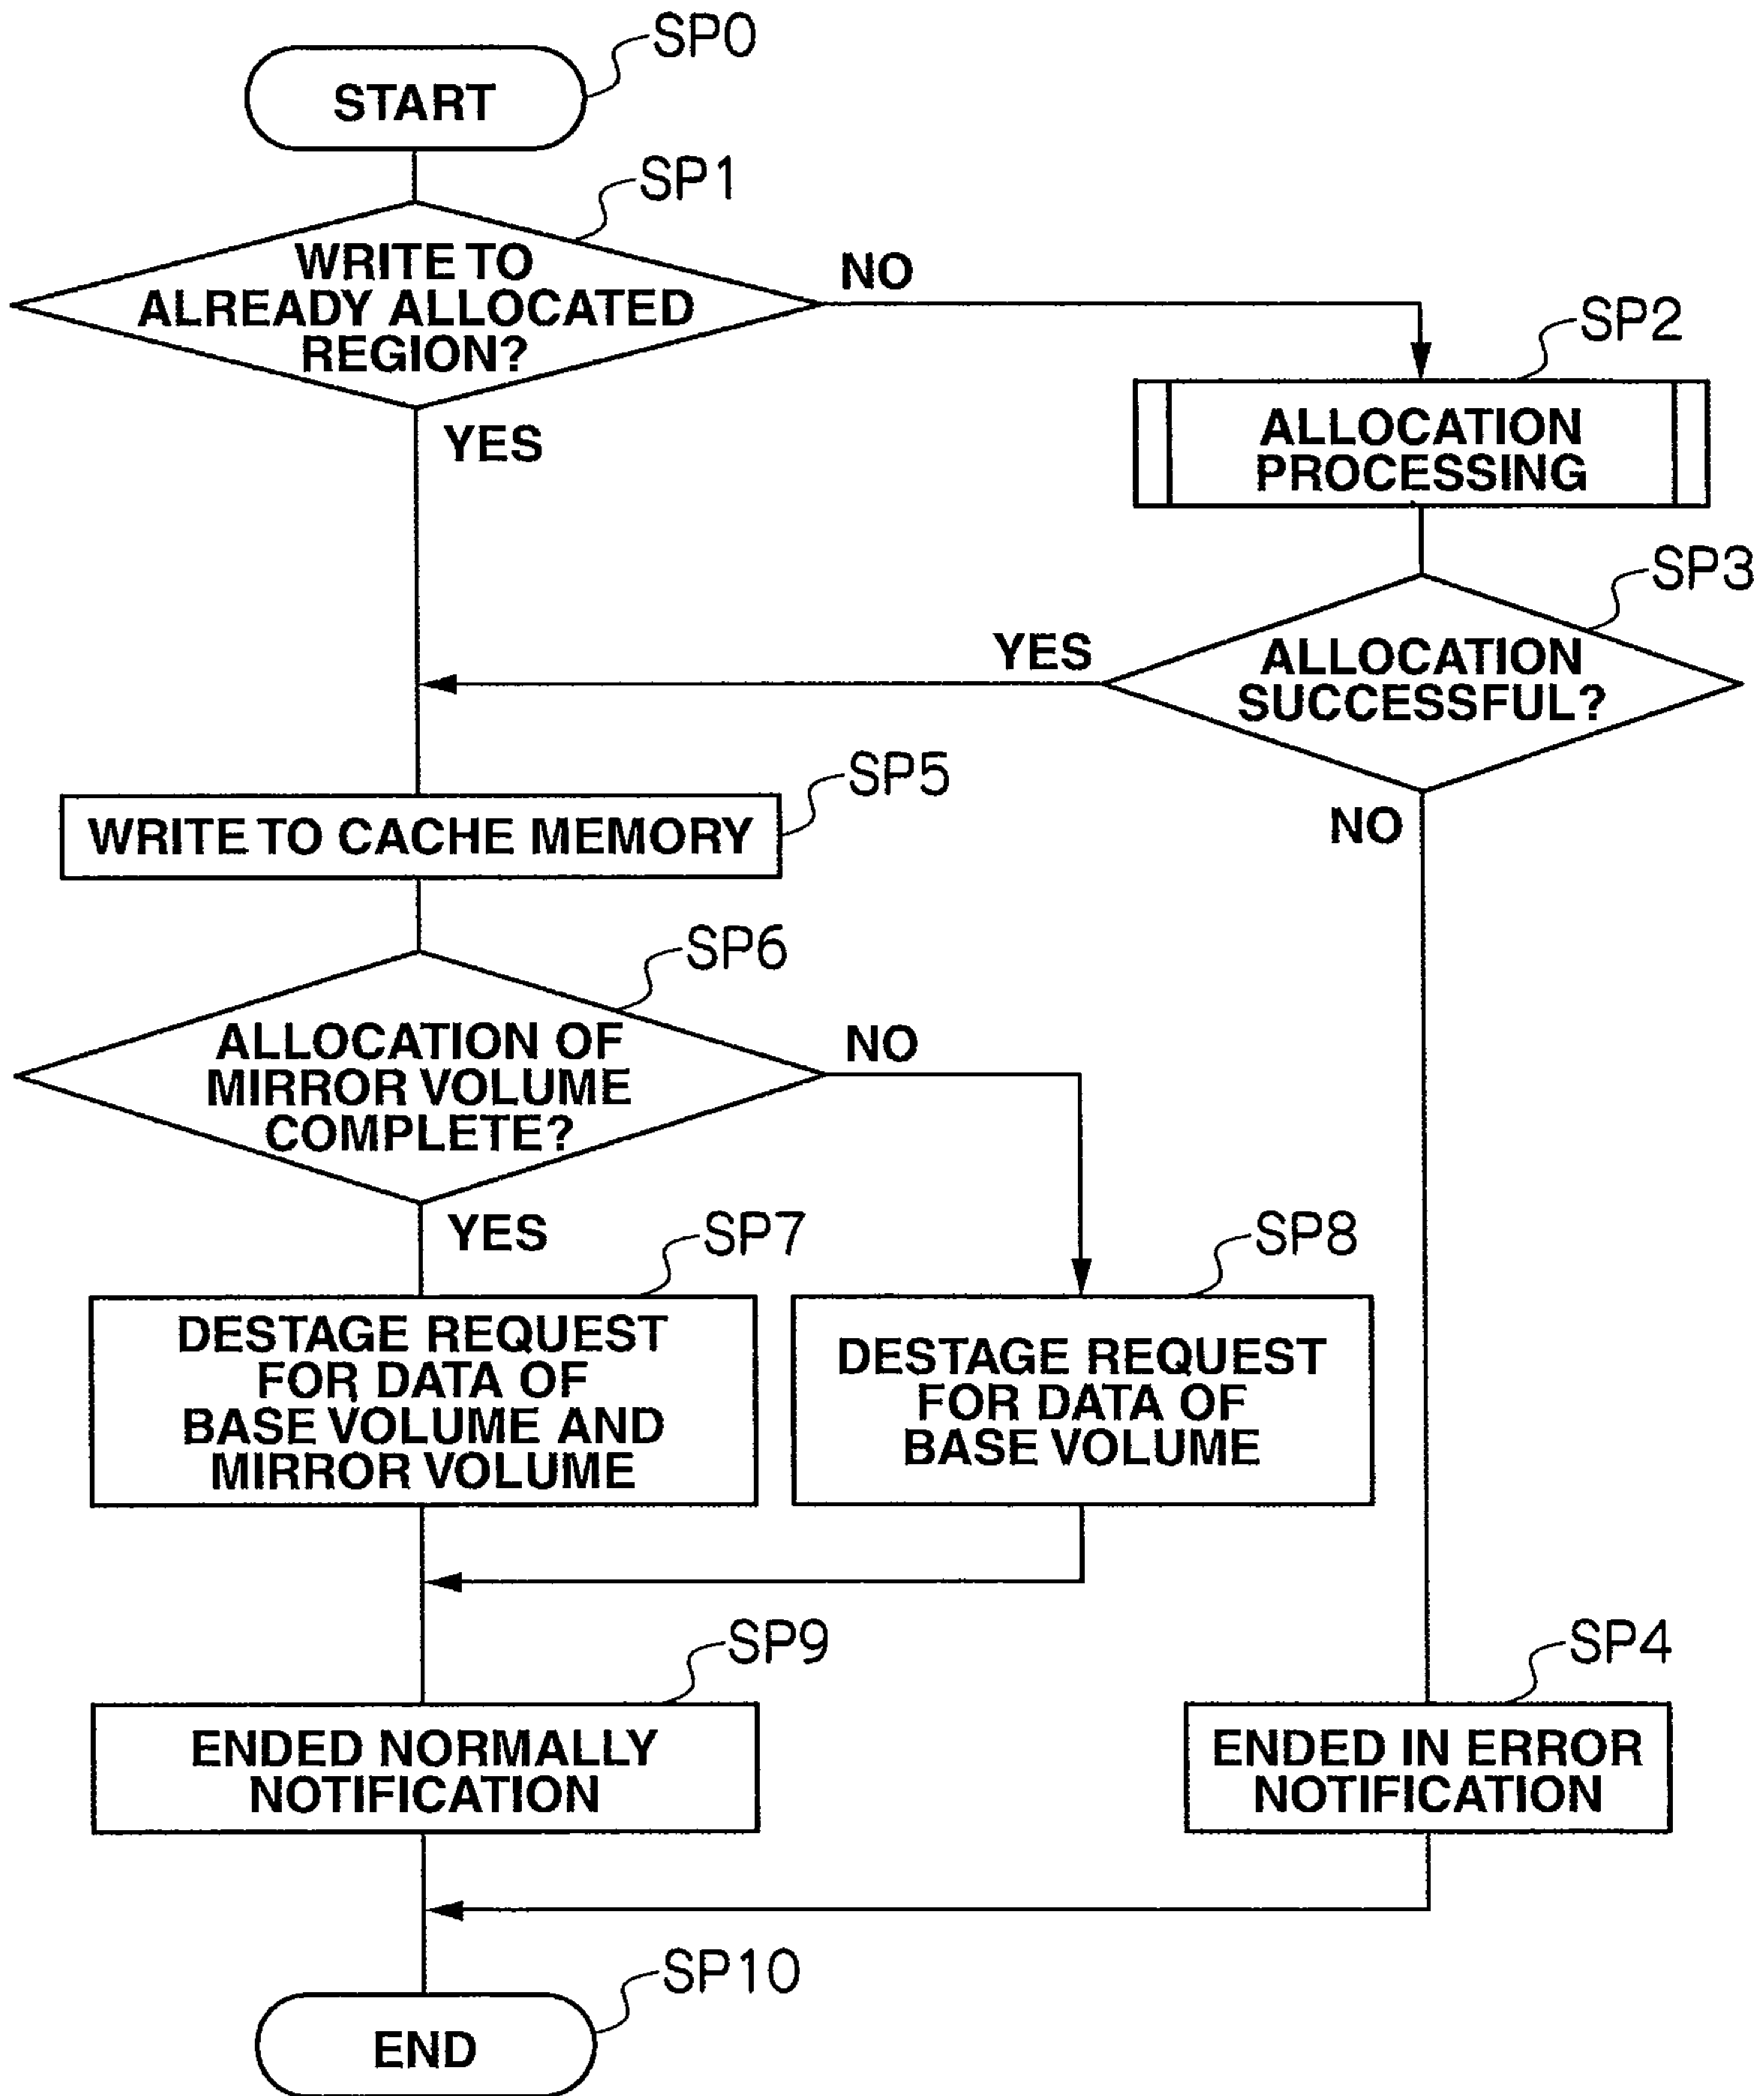 SP0
START
SP1
WRITE TO
ALREADY ALLOCATED
REGION?
NO
YES
SP2
ALLOCATION
PROCESSING
SP3
ALLOCATION
SUCCESSFUL?
YES
NO
SP5
WRITE TO CACHE MEMORY
SP6
ALLOCATION OF
MIRROR VOLUME
COMPLETE?
NO
YES
SP7
DESTAGE REQUEST
FOR DATA OF
BASE VOLUME AND
MIRROR VOLUME
SP8
DESTAGE REQUEST
FOR DATA OF
BASE VOLUME
SP9
ENDED NORMALLY
NOTIFICATION
SP4
ENDED IN ERROR
NOTIFICATION
SP10
END